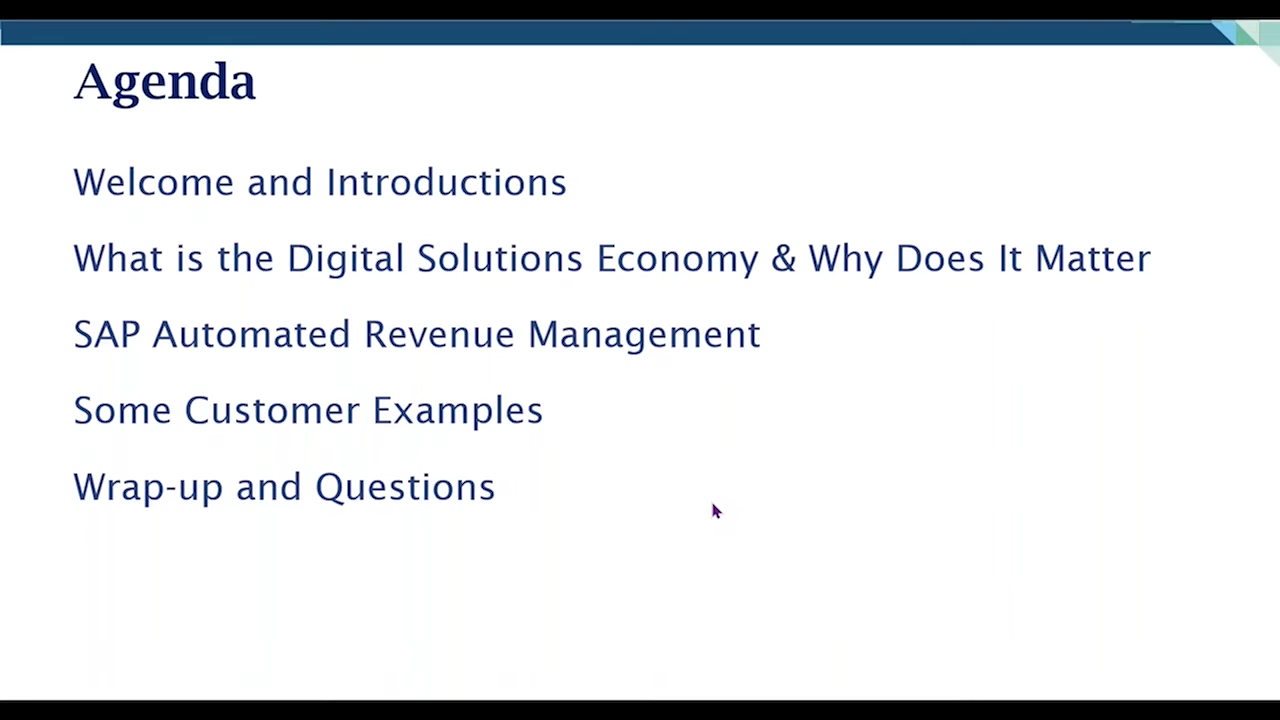 Agenda
Welcome and Introductions
What is the Digital Solutions Economy & Why Does It Matter
SAP Automated Revenue Management
Some Customer Examples
Wrap-up and Questions